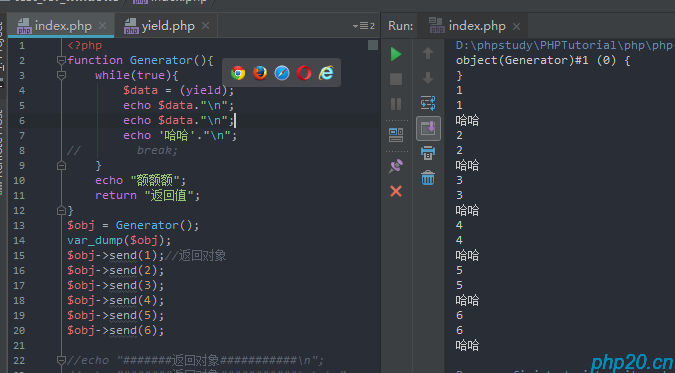 index.php
yield.php
2
Run:
index.php
1 <?php
2 function Generator(){
3 while(true){
4 $data = (yield);
5 echo $data."\n";
6 echo $data."\n";
7 echo '哈哈'."\n";
8 // break;
9 }
10 echo "额额额";
11 return "返回值";
12 }
13 $obj = Generator();
14 var_dump($obj);
15 $obj->send(1);//返回对象
16 $obj->send(2);
17 $obj->send(3);
18 $obj->send(4);
19 $obj->send(5);
20 $obj->send(6);
21
22 //echo "#######返回对象###########\n";
D:\phpstudy\PHPTutorial\php\php
object(Generator)#1 (0) {
}
1
1
哈哈
2
2
哈哈
3
3
哈哈
4
4
哈哈
5
5
哈哈
6
6
哈哈
php20.cn